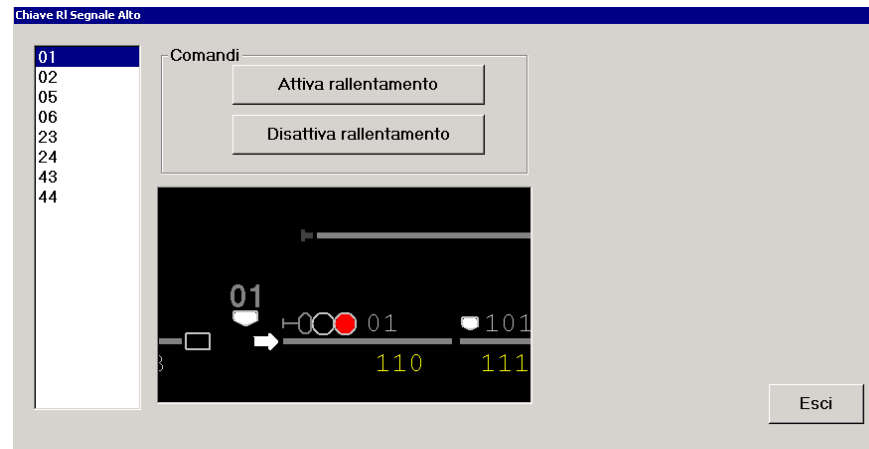 Chiave Rl Segnale Alto
01
02
05
06
23
24
43
44
Comandi
Attiva rallentamento
Disattiva rallentamento
01
01
101
110
111
Esci